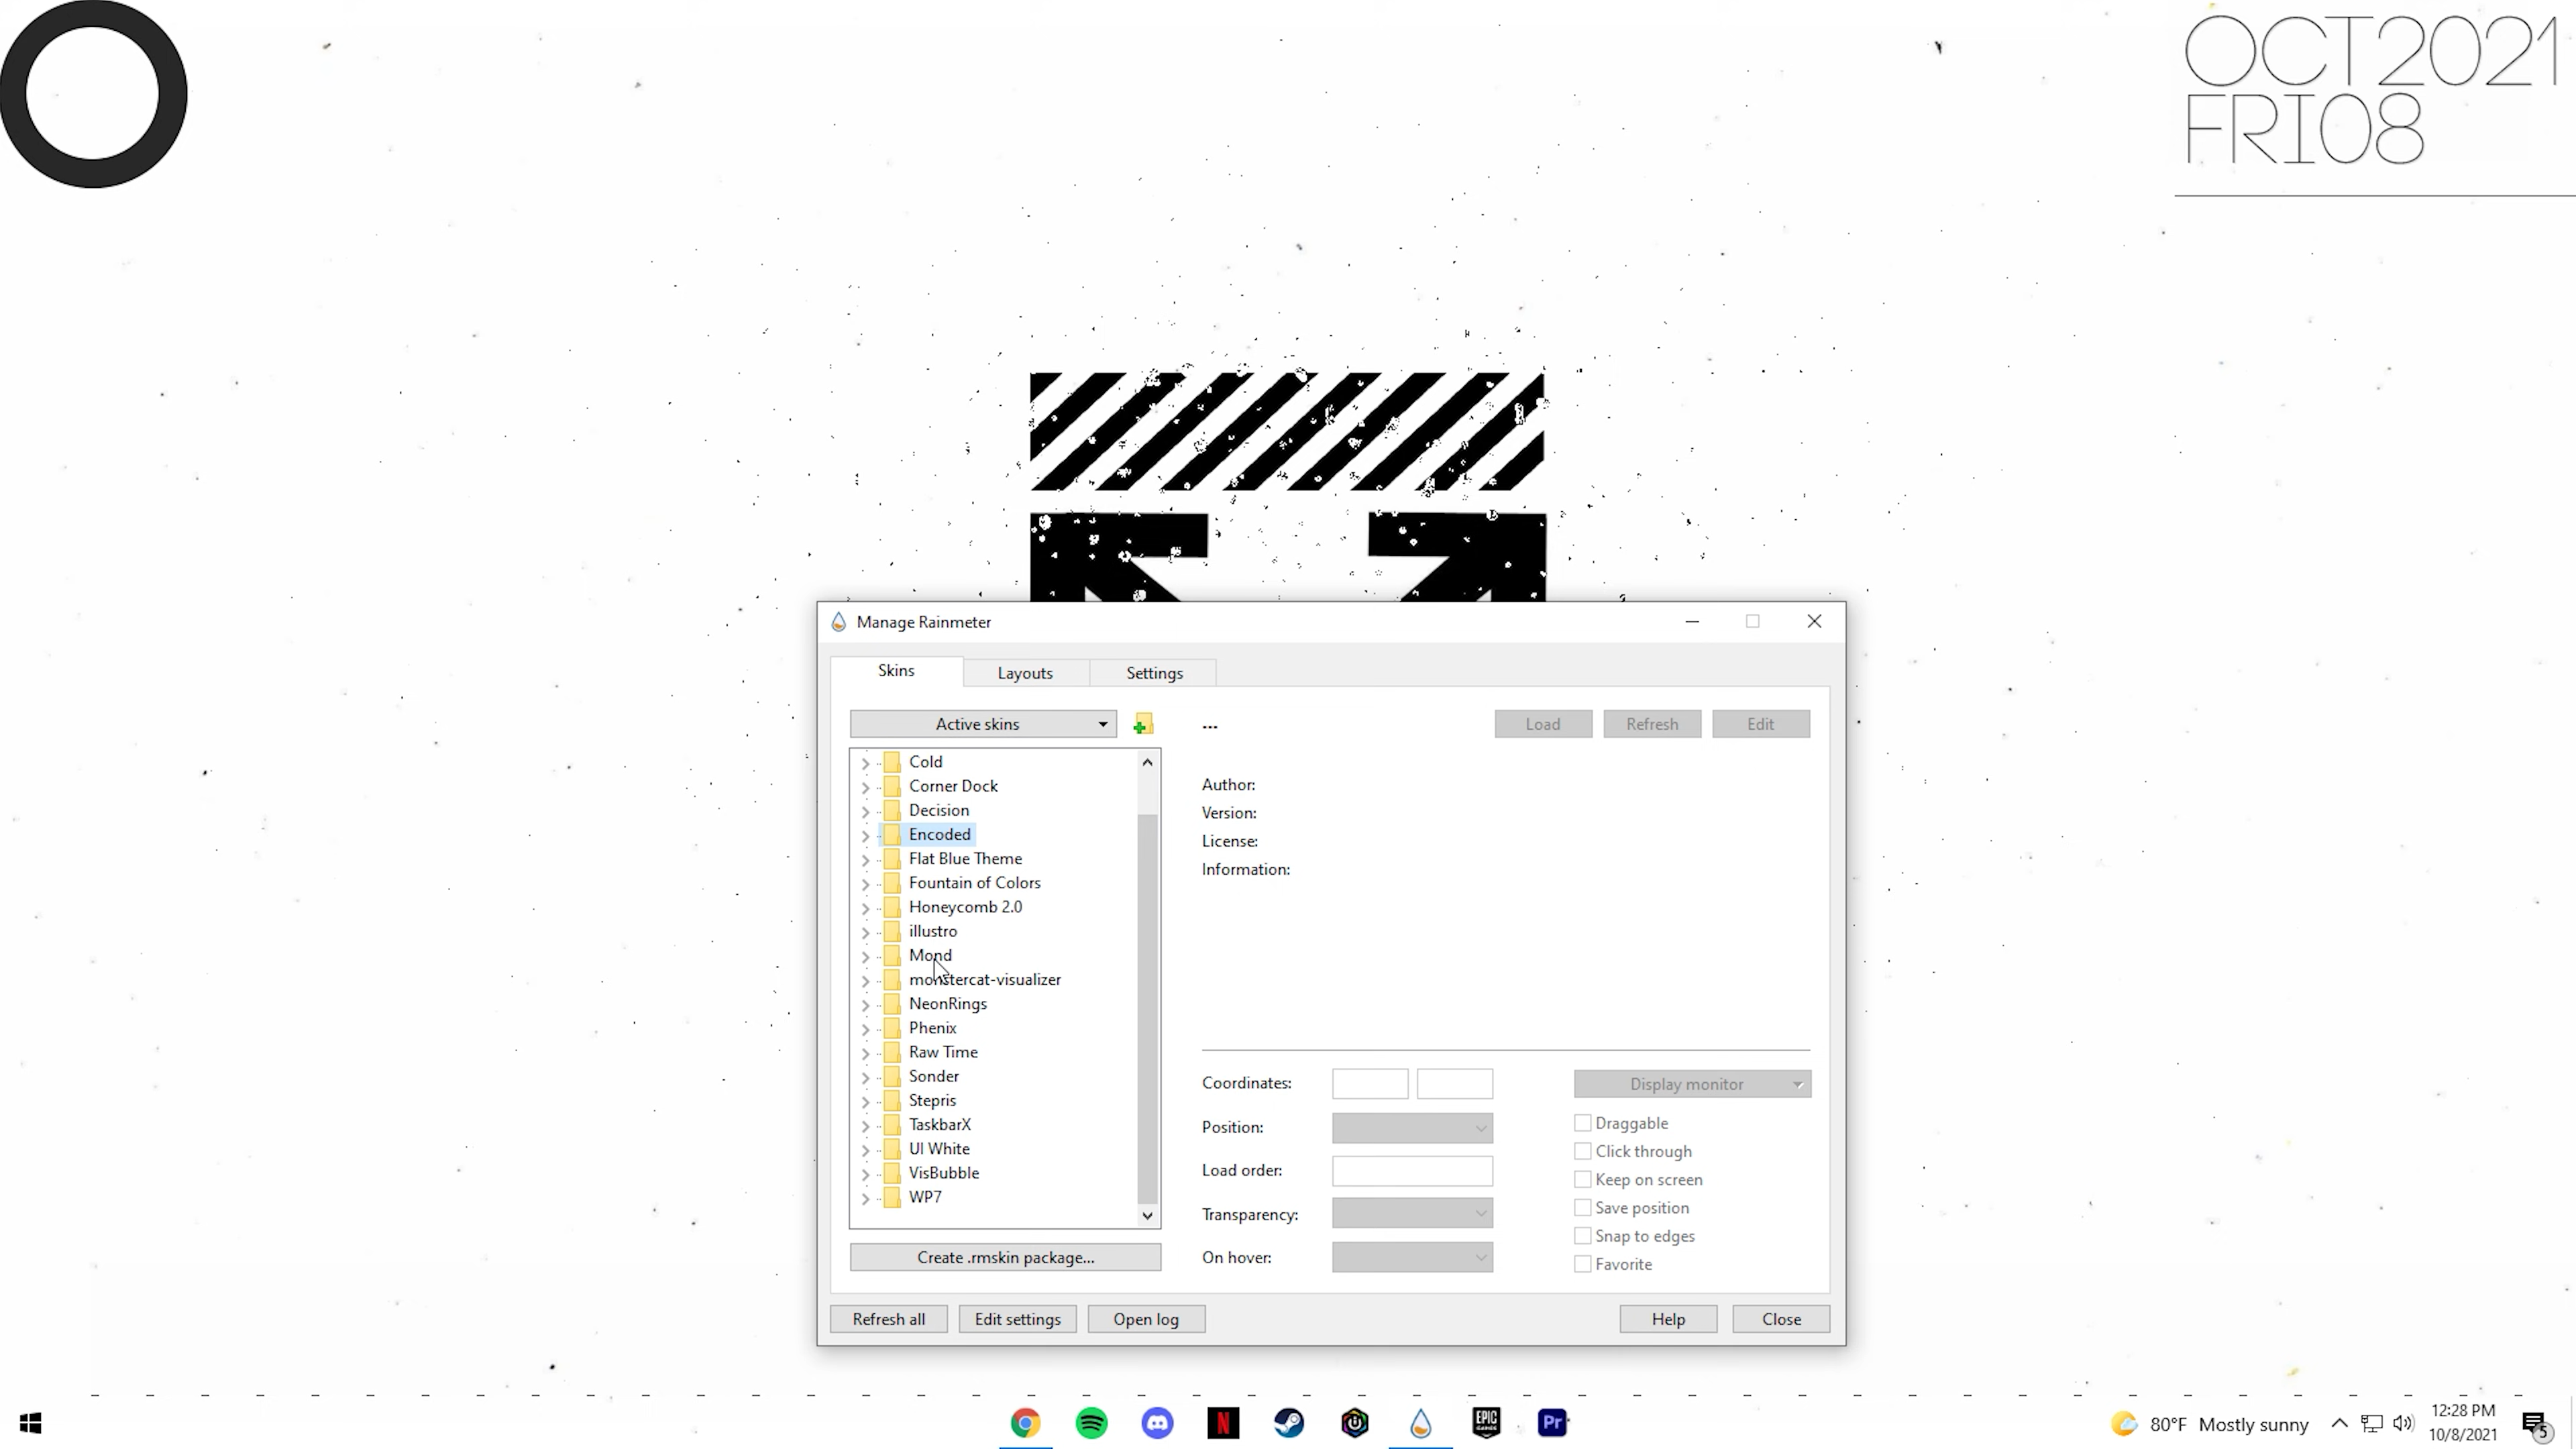 OCT2021
FRI08
Manage Rainmeter
Skins
Layouts
Settings
Active skins
---
Load
Refresh
Edit
Cold
Corner Dock
Decision
Encoded
Flat Blue Theme
Fountain of Colors
Honeycomb 2.0
illustro
Mond
monstercat-visualizer
NeonRings
Phenix
Raw Time
Sonder
Stepris
TaskbarX
UI White
VisBubble
WP7
Create .rmskin package...
Author:
Version:
License:
Information:
Coordinates:
Display monitor
Position:
Load order:
Transparency:
On hover:
Draggable
Click through
Keep on screen
Save position
Snap to edges
Favorite
Refresh all
Edit settings
Open log
Help
Close
N
EPIC
GAMES
Pr
80°F Mostly sunny
12:28 PM
10/8/2021
5